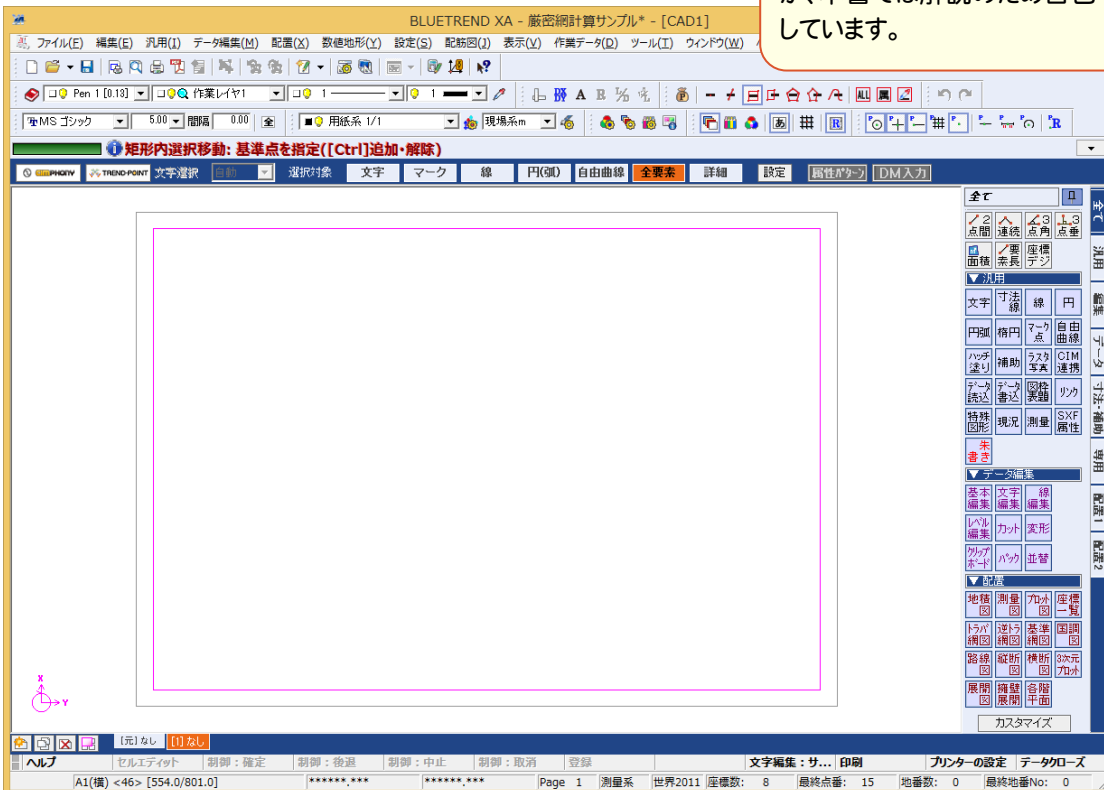 しています。
BLUETREND XA - 厳密網計算サンプル* - [CAD1]
ファイル(F) 編集(E) 汎用(I) データ編集(M) 配置(X) 数値地形(Y) 設定(S) 配筋図(J) 表示(V) 作業データ(D) ツール(T) ウィンドウ(W)
Pen 1 [0.13] 作業レイヤ1 1 1
MS ゴシック 5.00 間隔 0.00 全 用紙系 1/1 現場系m
矩形内選択移動: 基準点を指定([Ctrl]追加・解除)
TREND-POINT 文字選択 自動 選択対象 文字 マーク 線 円(弧) 自由曲線 全要素 詳細 設定 属性パターン DM入力
全て
2点間 連続 3点角 3点垂
面積 要素長 座標デジ
▼ 汎用
文字 寸法線 線 円
円弧 楕円 マーク点 自由曲線
ハッチ塗り 補助 ラスタ写真 CIM連携
データ読込 データ書込 図枠表題 リンク
特殊図形 現況 測量 SXF属性
朱書き
▼ データ編集
基本編集 文字編集 線編集
レベル編集 カット 変形
クリップボード パック 並替
▼ 配置
地積図 測量図 プロット図 座標一覧
トラバ網図 逆トラ網図 基準網図 国調図
路線図 縦断図 横断図 3次元プロット
展開図 擁壁展開 各階平面
カスタマイズ
全て
汎用
編集
データ
寸法・補助
専用
配置1
配置2
X
Y
[元]なし [1]なし
ヘルプ セルエディット 制御:確定 制御:後退 制御:中止 制御:取消 登録 文字編集:サ... 印刷 プリンターの設定 データクローズ
A1(横) <46> [554.0/801.0] ******.*** ******.*** Page 1 測量系 世界2011 座標数: 8 最終点番: 15 地番数: 0 最終地番No: 0